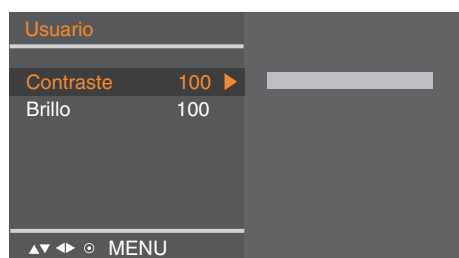 Usuario
Contraste 100 ▶
Brillo 100
▲▼ ◀▶ ⊙ MENU